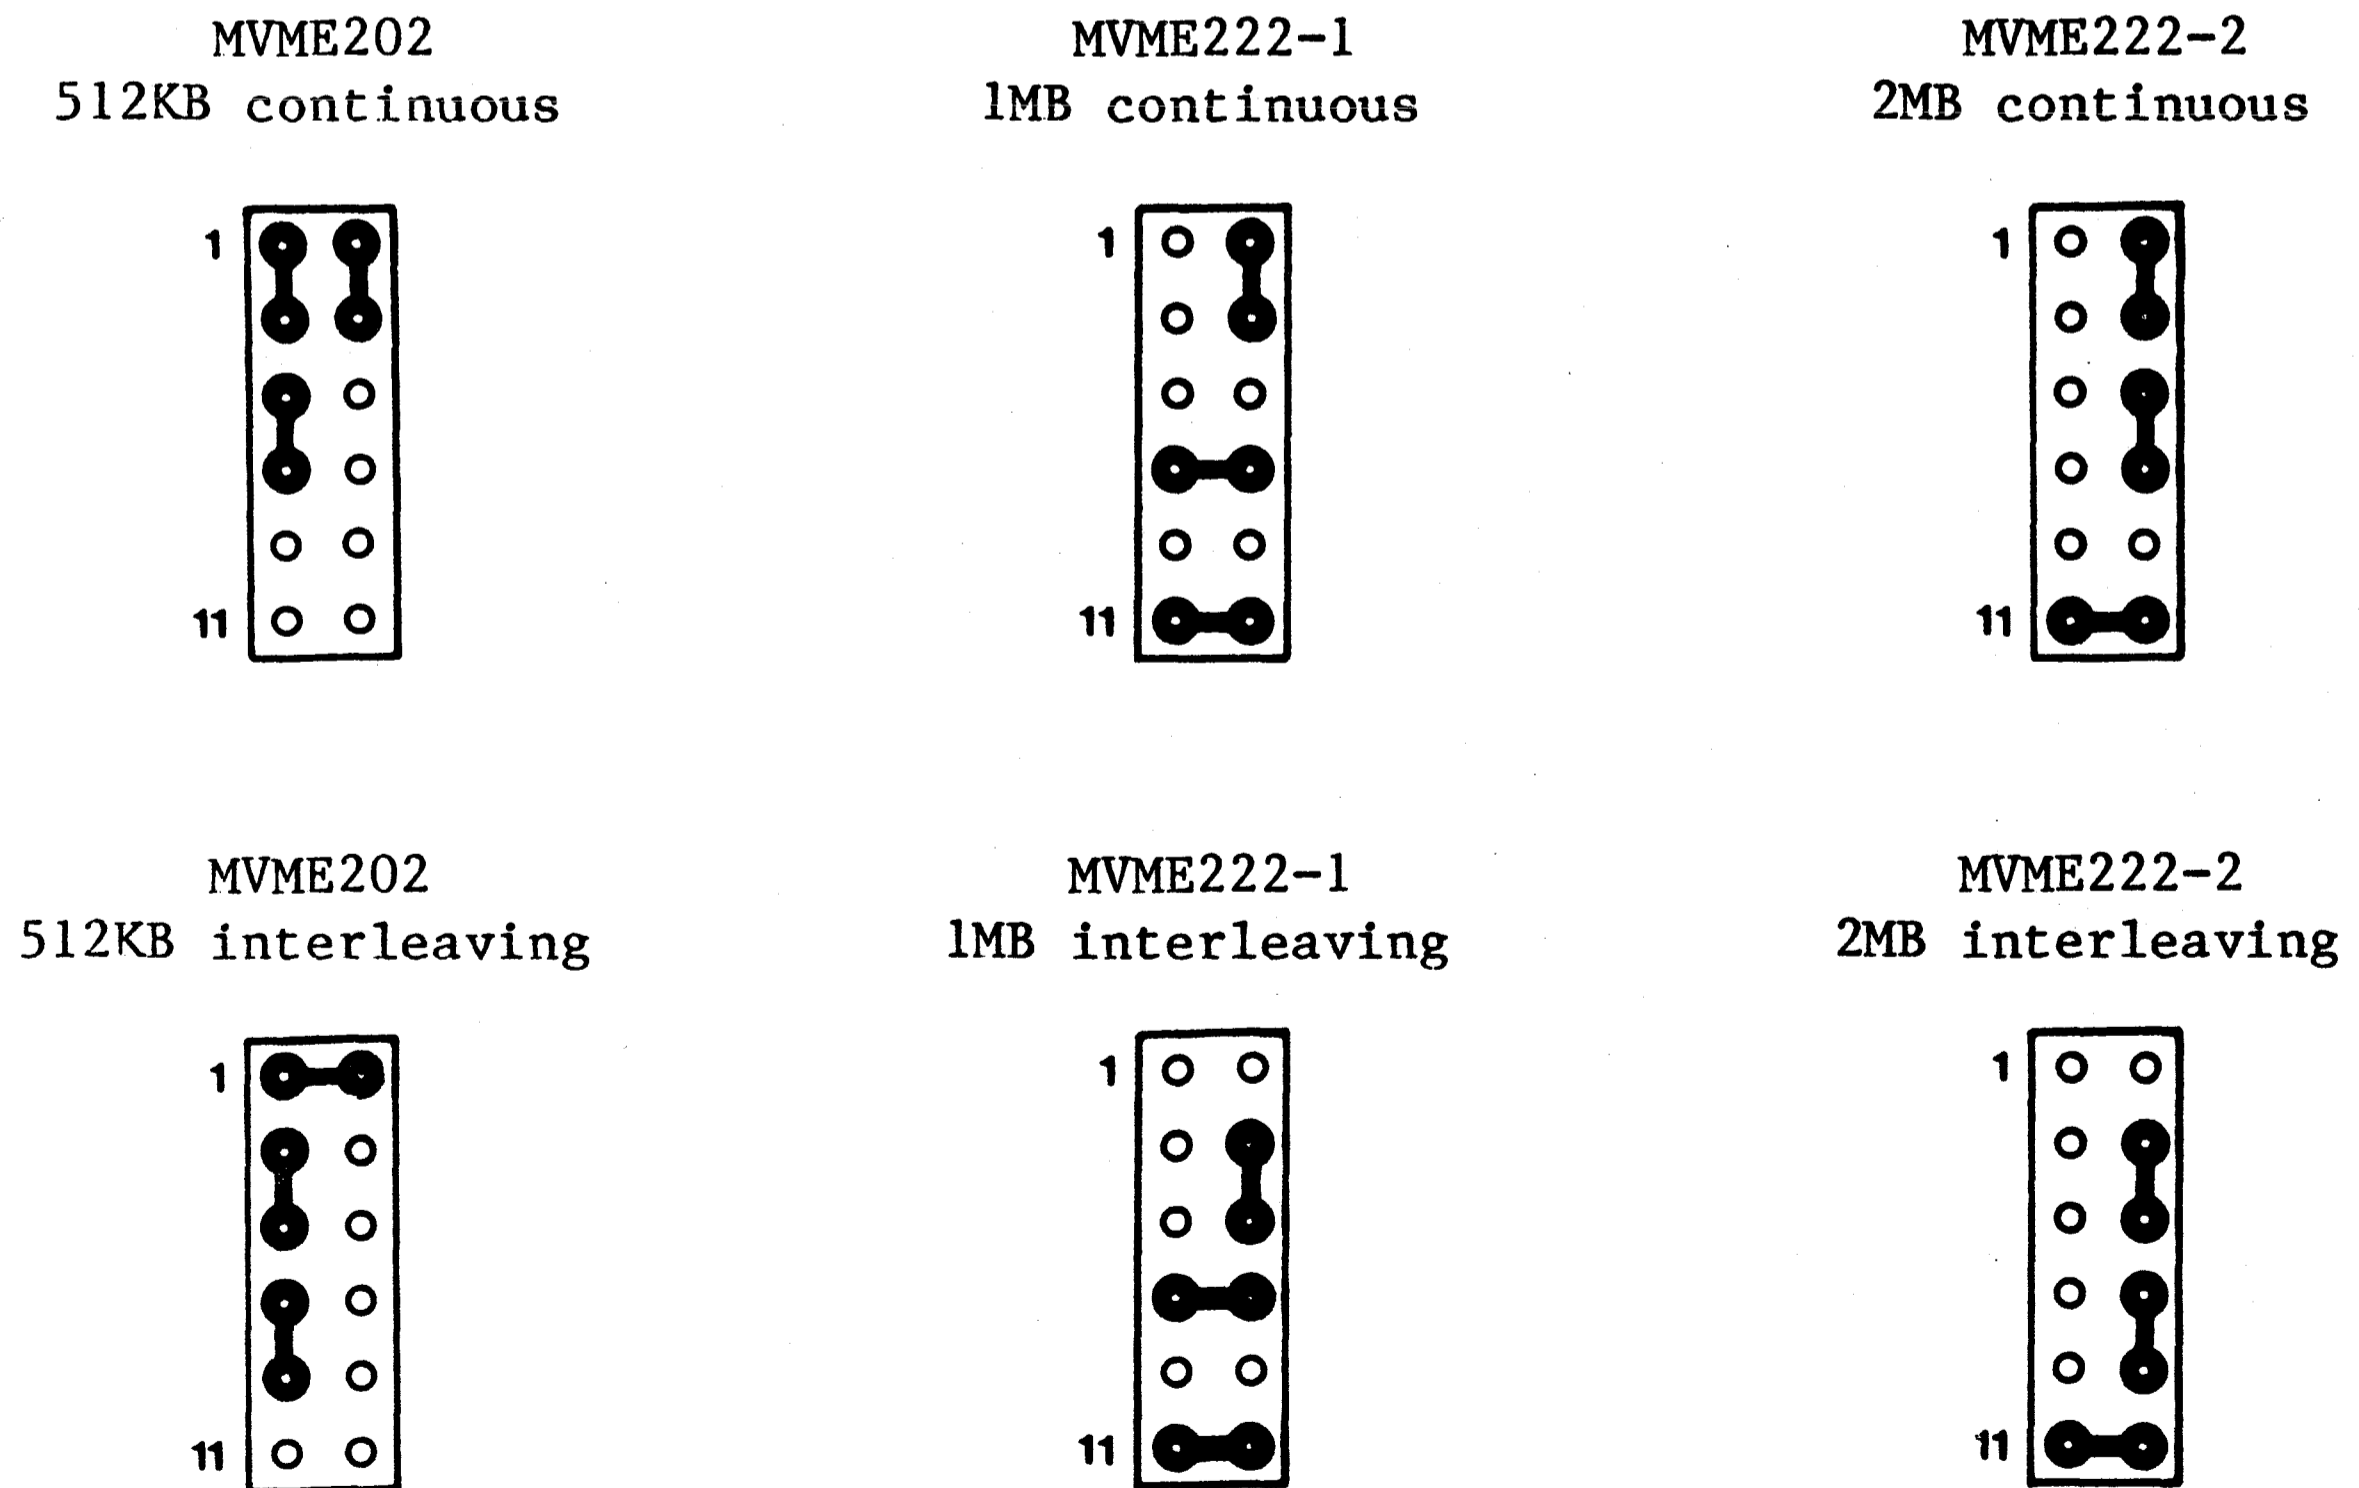 MVME202
512KB continuous
MVME222-1
1MB continuous
MVME222-2
2MB continuous
1
11
1
11
1
11
MVME202
512KB interleaving
MVME222-1
1MB interleaving
MVME222-2
2MB interleaving
1
11
1
11
1
11